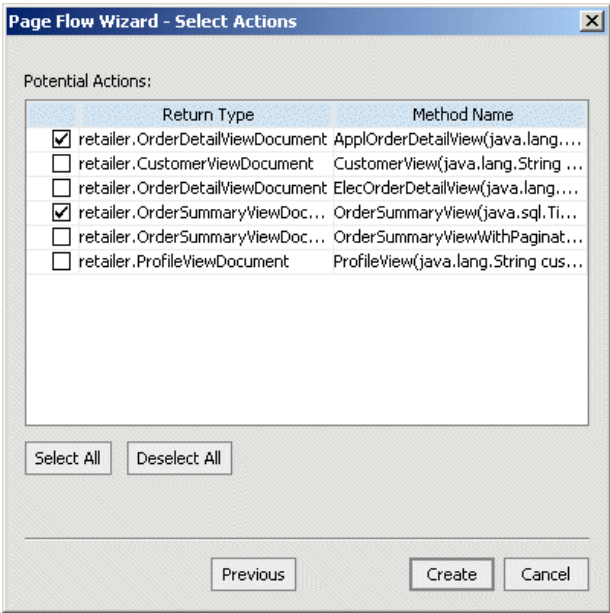 Page Flow Wizard - Select Actions
Potential Actions:
Return Type Method Name
retailer.OrderDetailViewDocument ApplOrderDetailView(java.lang....
retailer.CustomerViewDocument CustomerView(java.lang.String ...
retailer.OrderDetailViewDocument ElecOrderDetailView(java.lang....
retailer.OrderSummaryViewDoc... OrderSummaryView(java.sql.Ti...
retailer.OrderSummaryViewDoc... OrderSummaryViewWithPaginat...
retailer.ProfileViewDocument ProfileView(java.lang.String cus...
Select All Deselect All
Previous Create Cancel